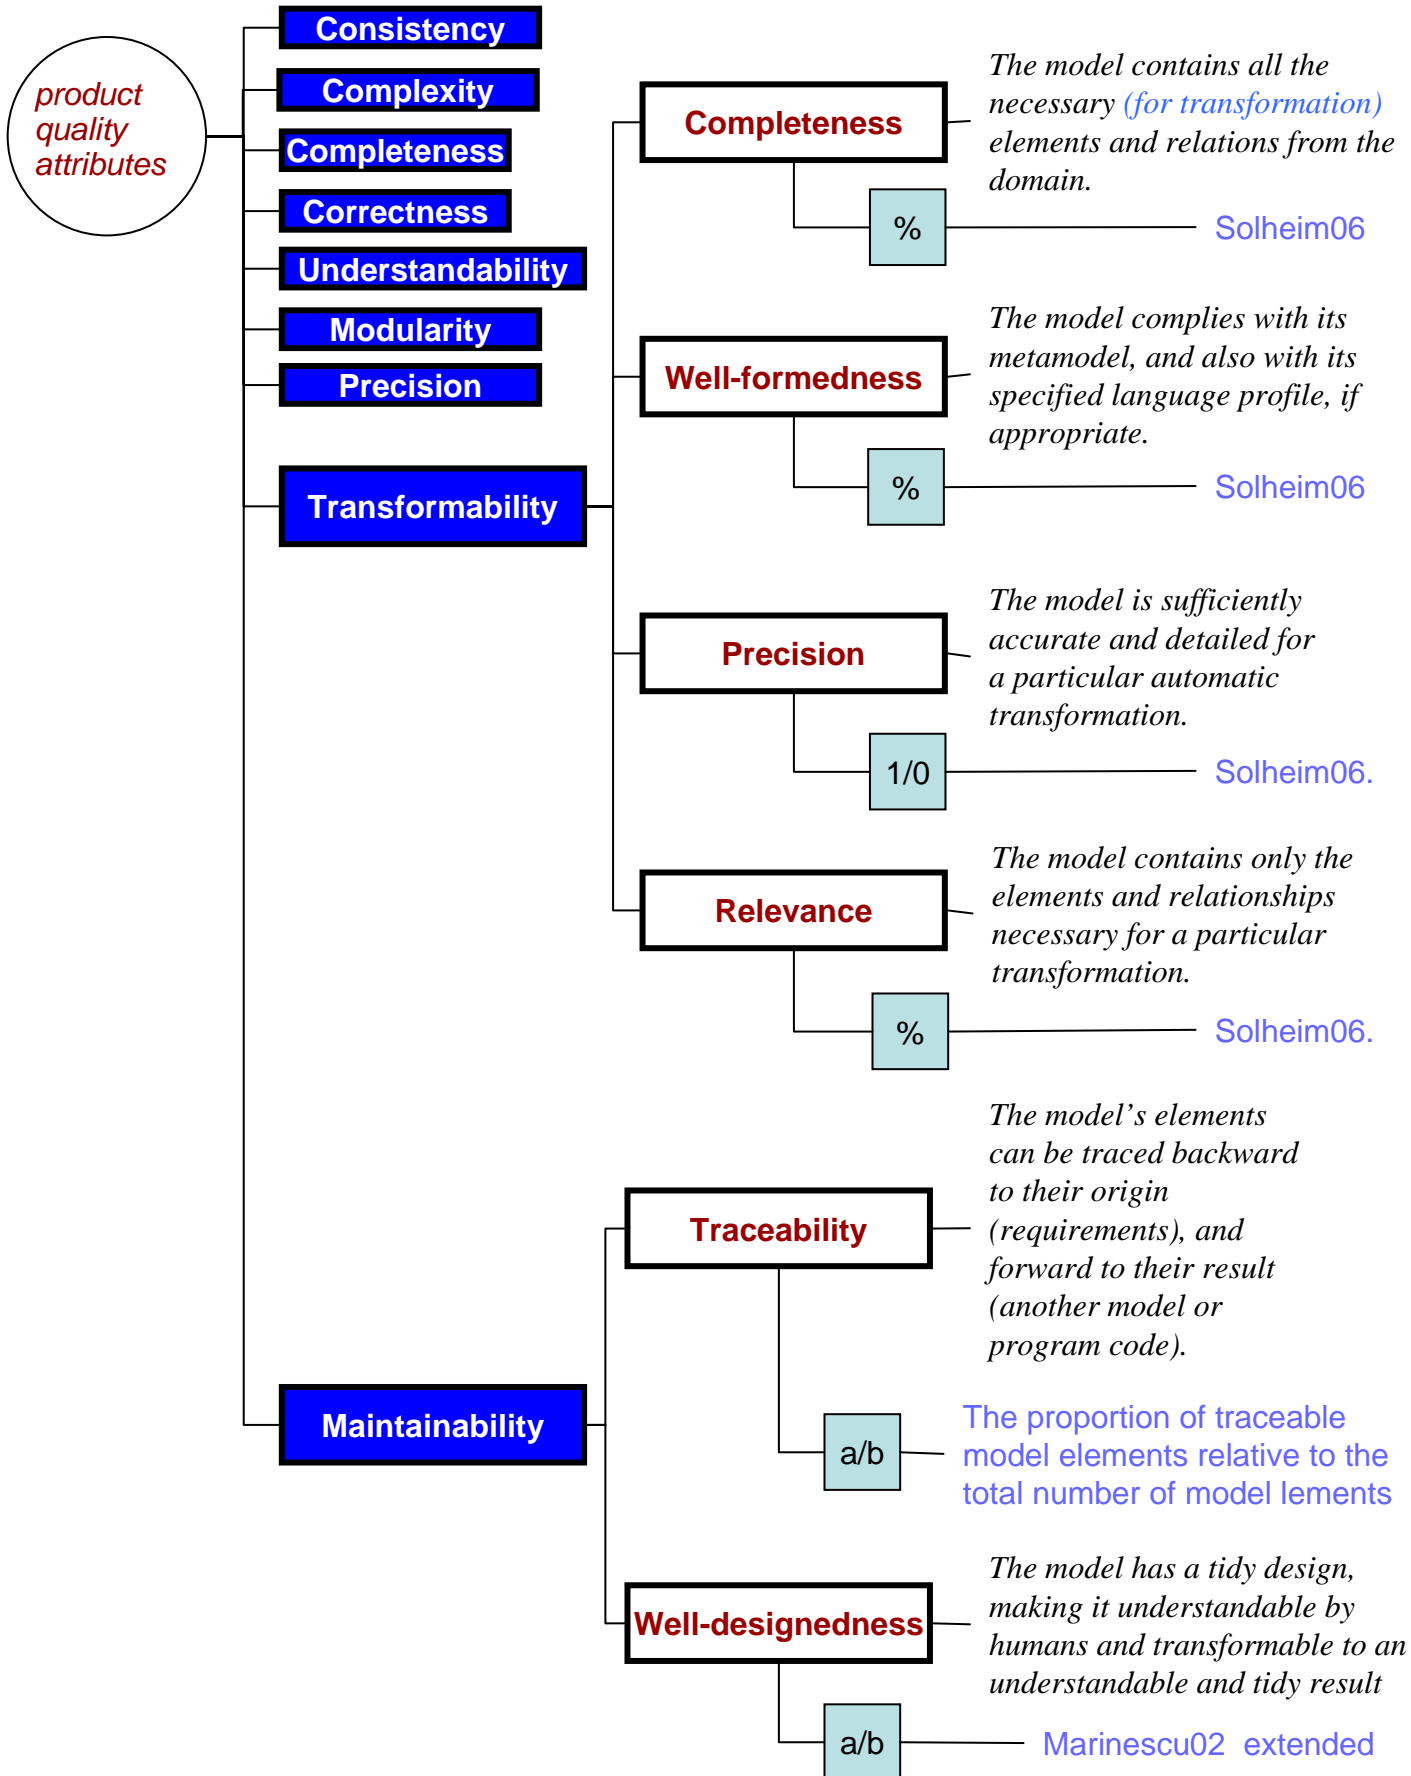 product
quality
attributes
Consistency
Complexity
Completeness
Correctness
Understandability
Modularity
Precision
Transformability
Completeness
The model contains all the
necessary (for transformation)
elements and relations from the
domain.
%
Solheim06
Well-formedness
The model complies with its
metamodel, and also with its
specified language profile, if
appropriate.
%
Solheim06
Precision
The model is sufficiently
accurate and detailed for
a particular automatic
transformation.
1/0
Solheim06.
Relevance
The model contains only the
elements and relationships
necessary for a particular
transformation.
%
Solheim06.
Maintainability
Traceability
The model’s elements
can be traced backward
to their origin
(requirements), and
forward to their result
(another model or
program code).
a/b
The proportion of traceable
model elements relative to the
total number of model lements
Well-designedness
The model has a tidy design,
making it understandable by
humans and transformable to an
understandable and tidy result
a/b
Marinescu02 extended